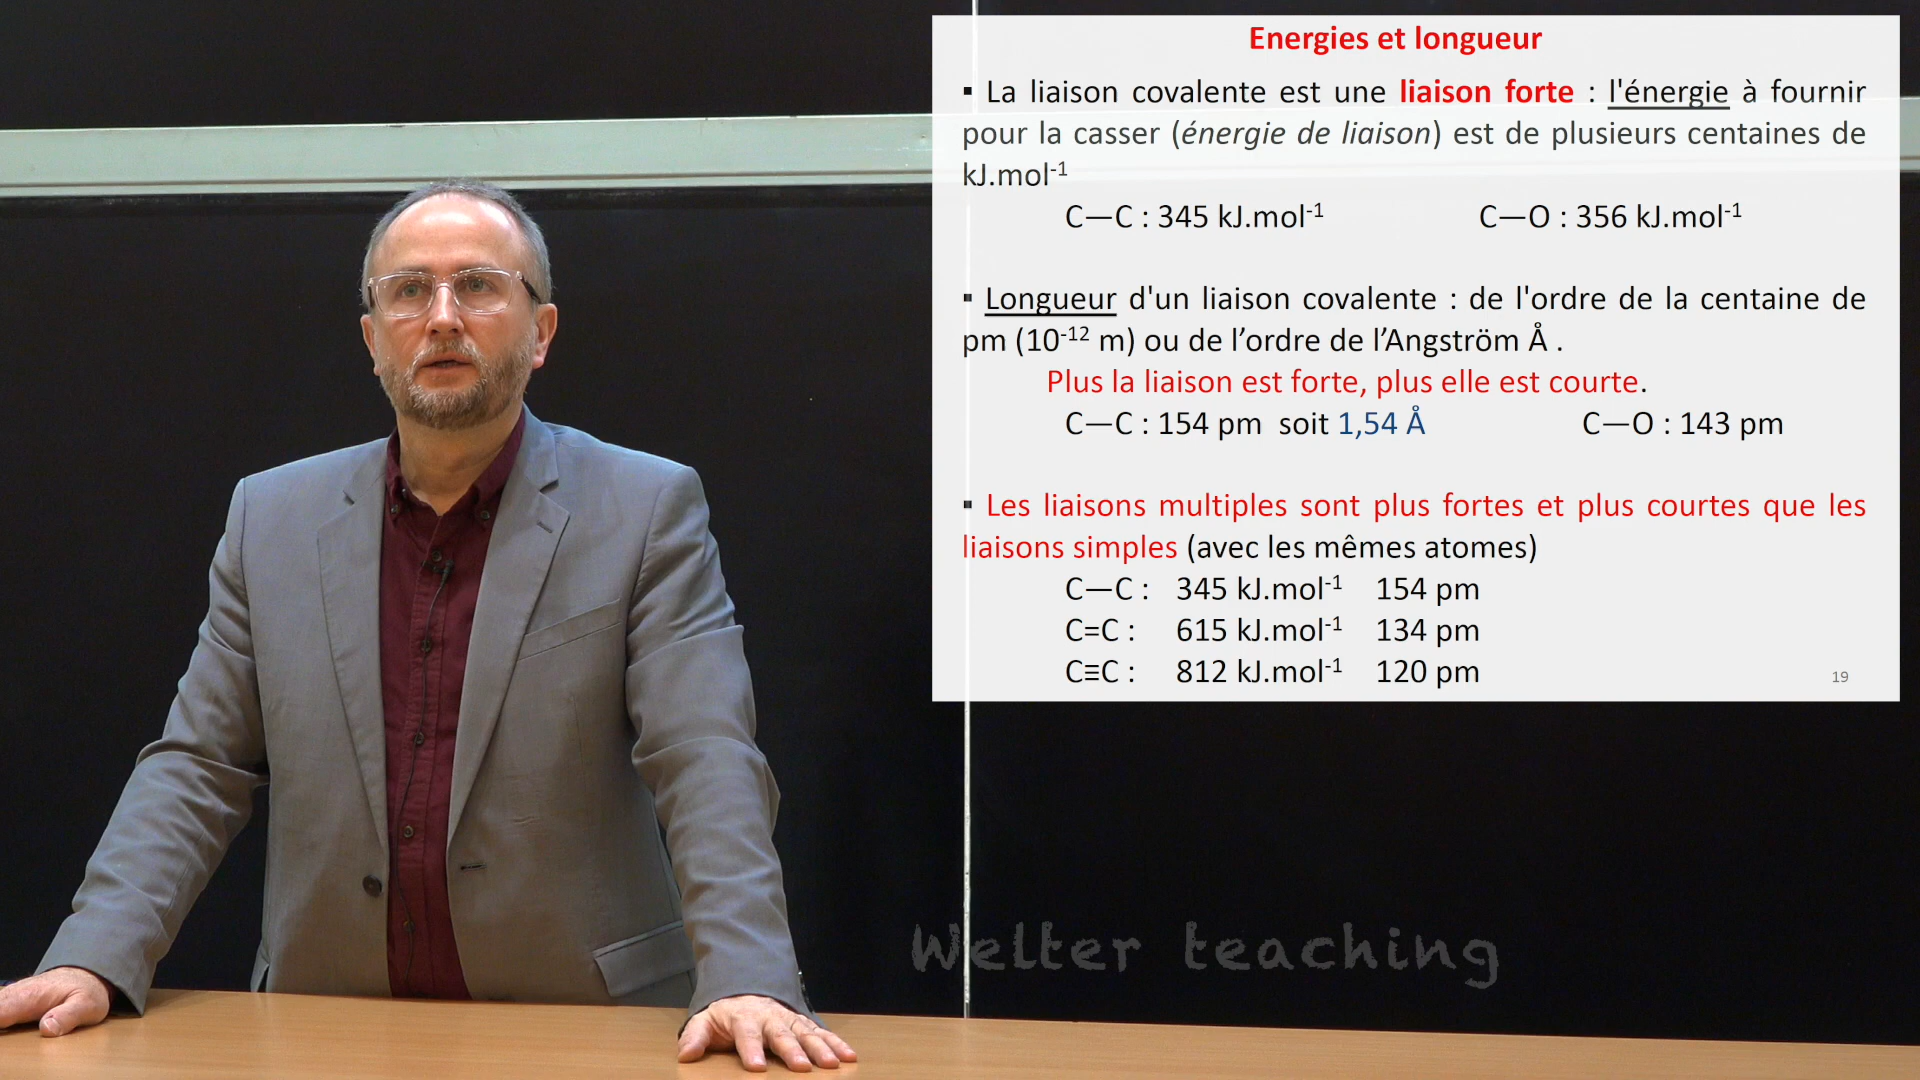 Energies et longueur
▪ La liaison covalente est une liaison forte : l'énergie à fournir
pour la casser (énergie de liaison) est de plusieurs centaines de
kJ.mol⁻¹
C—C : 345 kJ.mol⁻¹ C—O : 356 kJ.mol⁻¹
▪ Longueur d'un liaison covalente : de l'ordre de la centaine de
pm (10⁻¹² m) ou de l’ordre de l’Angström Å .
Plus la liaison est forte, plus elle est courte.
C—C : 154 pm soit 1,54 Å C—O : 143 pm
▪ Les liaisons multiples sont plus fortes et plus courtes que les
liaisons simples (avec les mêmes atomes)
C—C : 345 kJ.mol⁻¹ 154 pm
C=C : 615 kJ.mol⁻¹ 134 pm
C≡C : 812 kJ.mol⁻¹ 120 pm
19
Welter teaching